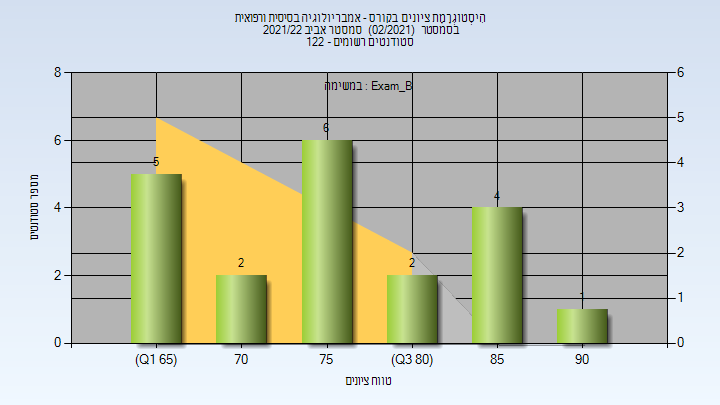 היסטוגרמת ציונים בקורס - אמבריולוגיה בסיסית ורפואית
בסמסטר (02/2021) סמסטר אביב 2021/22
סטודנטים רשומים - 122
במשימה : Exam_B
8
6
4
2
0
מספר סטודנטים
6
5
4
3
2
1
0
5
2
6
2
4
1
(Q1 65)
70
75
(Q3 80)
85
90
טווח ציונים